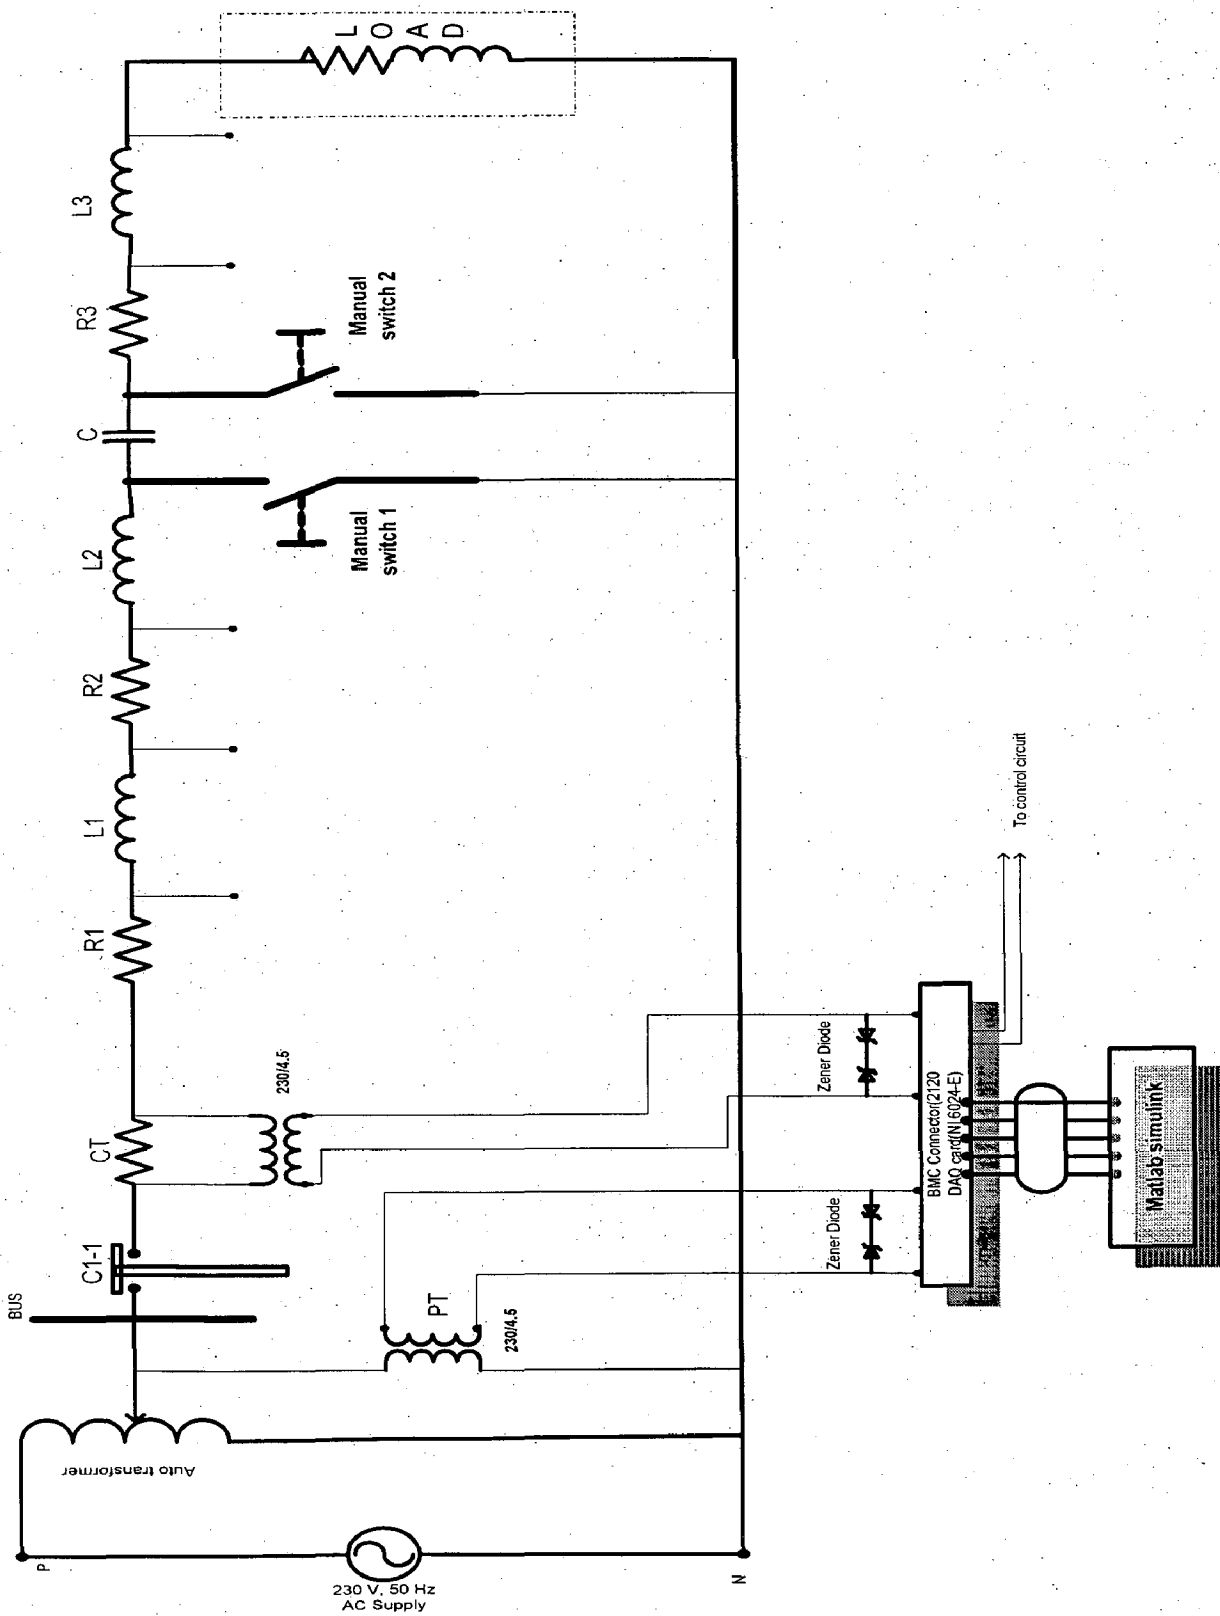 LOAD
L3
R3
Manual
switch 2
C
Manual
switch 1
L2
R2
L1
R1
To control circuit
230/4.5
CT
Zener Diode
BMC Connector(2120
DAQ card(NI 6024-E)
Matlab simulink
C1-1
BUS
PT
230/4.5
Zener Diode
Auto transformer
P
N
230 V, 50 Hz
AC Supply